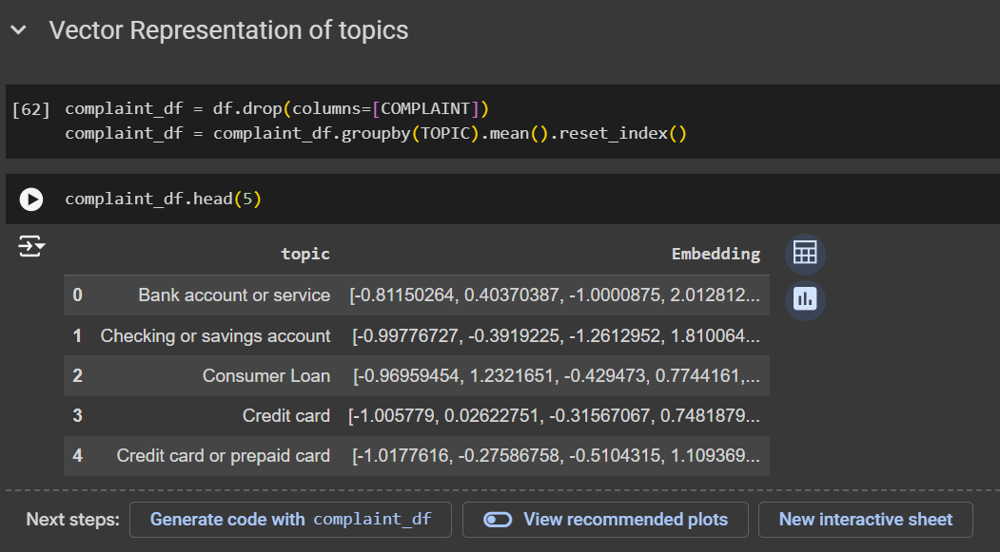 Vector Representation of topics
[62] complaint_df = df.drop(columns=[COMPLAINT])
complaint_df = complaint_df.groupby(TOPIC).mean().reset_index()
complaint_df.head(5)
topic Embedding
0 Bank account or service [-0.81150264, 0.40370387, -1.0000875, 2.012812...
1 Checking or savings account [-0.99776727, -0.3919225, -1.2612952, 1.810064...
2 Consumer Loan [-0.96959454, 1.2321651, -0.429473, 0.7744161,...
3 Credit card [-1.005779, 0.02622751, -0.31567067, 0.7481879...
4 Credit card or prepaid card [-1.0177616, -0.27586758, -0.5104315, 1.109369...
Next steps: Generate code with complaint_df View recommended plots New interactive sheet